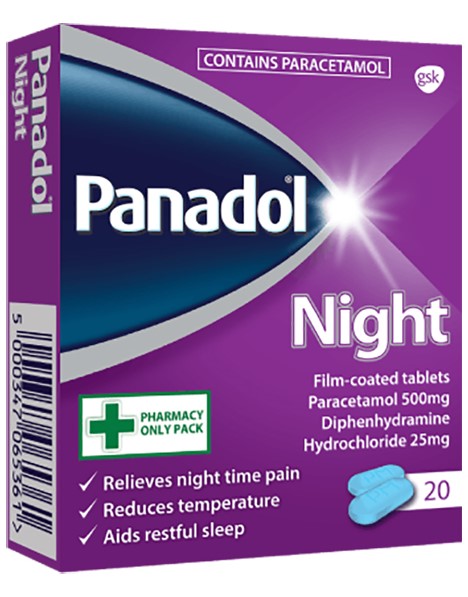 CONTAINS PARACETAMOL
gsk
Panadol
Night
Panadol®
Night
Film-coated tablets
Paracetamol 500mg
Diphenhydramine
Hydrochloride 25mg
PHARMACY
ONLY PACK
✓ Relieves night time pain
✓ Reduces temperature
✓ Aids restful sleep
20
5 000347 065361 >